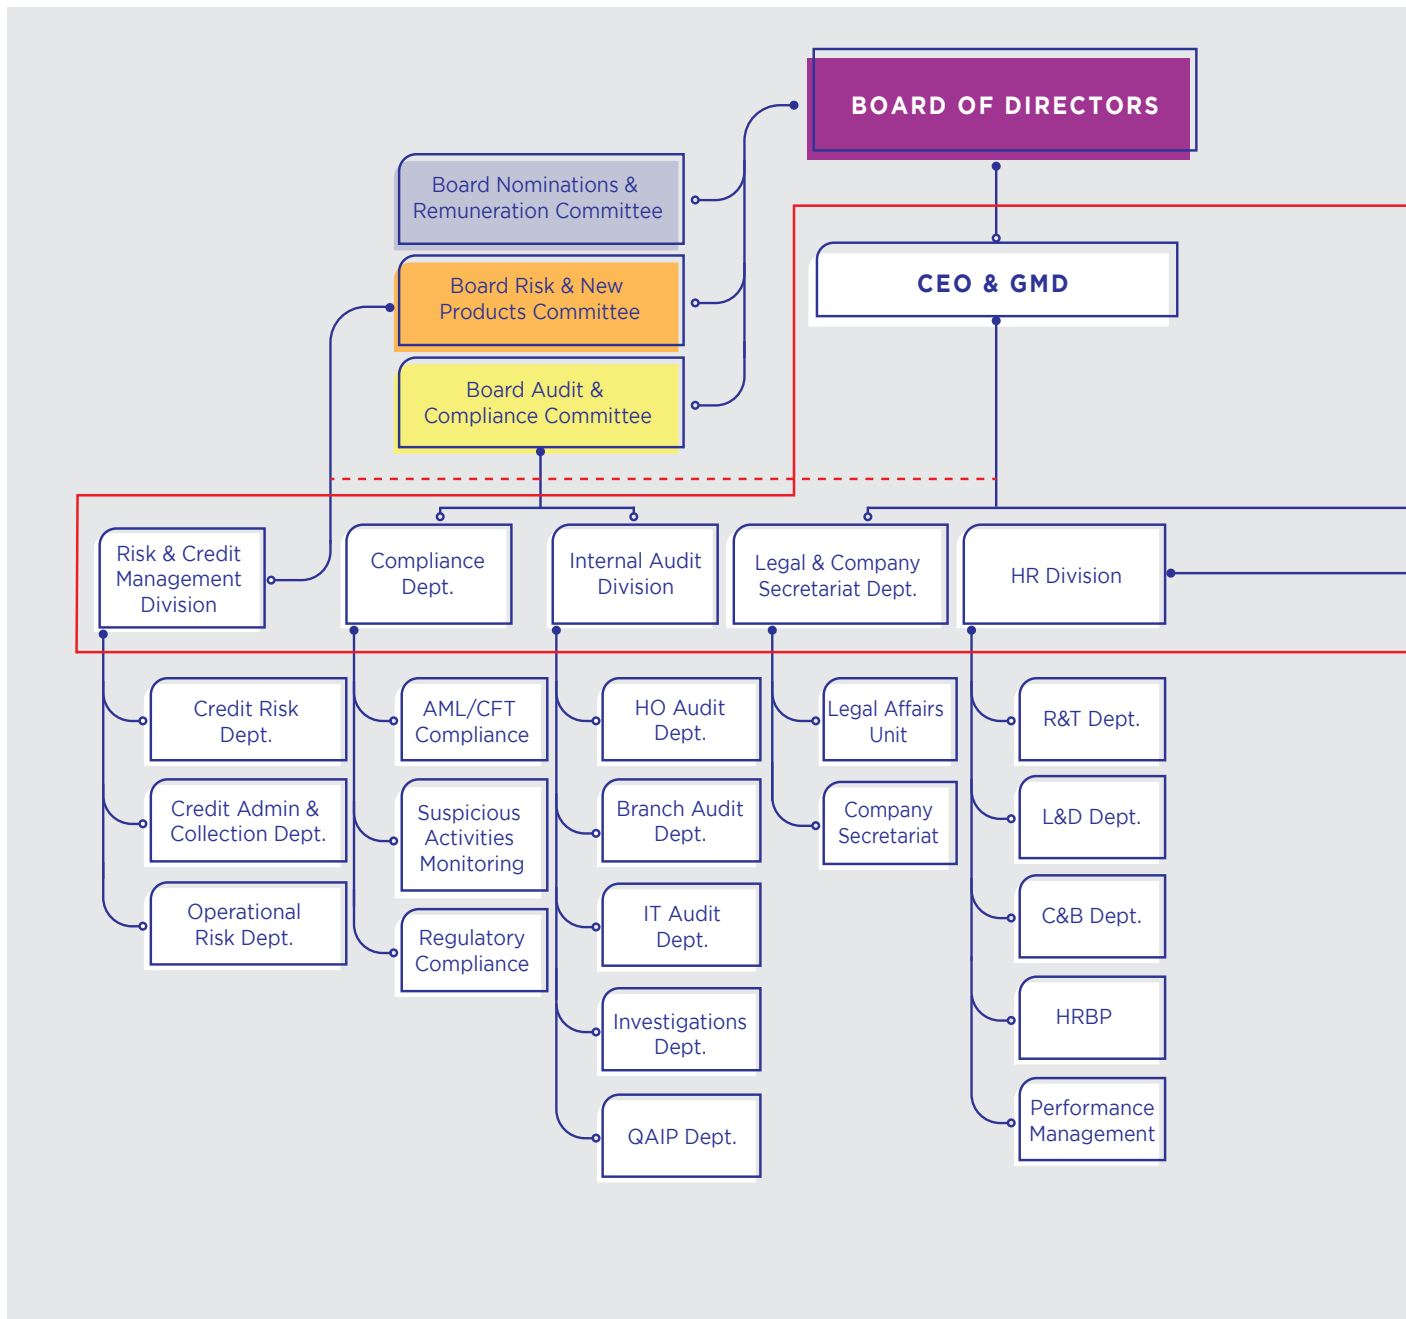 BOARD OF DIRECTORS
Board Nominations &
Remuneration Committee
Board Risk & New
Products Committee
Board Audit &
Compliance Committee
CEO & GMD
Risk & Credit
Management
Division
Compliance
Dept.
Internal Audit
Division
Legal & Company
Secretariat Dept.
HR Division
Credit Risk
Dept.
Credit Admin &
Collection Dept.
Operational
Risk Dept.
AML/CFT
Compliance
Suspicious
Activities
Monitoring
Regulatory
Compliance
HO Audit
Dept.
Branch Audit
Dept.
IT Audit
Dept.
Investigations
Dept.
QAIP Dept.
Legal Affairs
Unit
Company
Secretariat
R&T Dept.
L&D Dept.
C&B Dept.
HRBP
Performance
Management